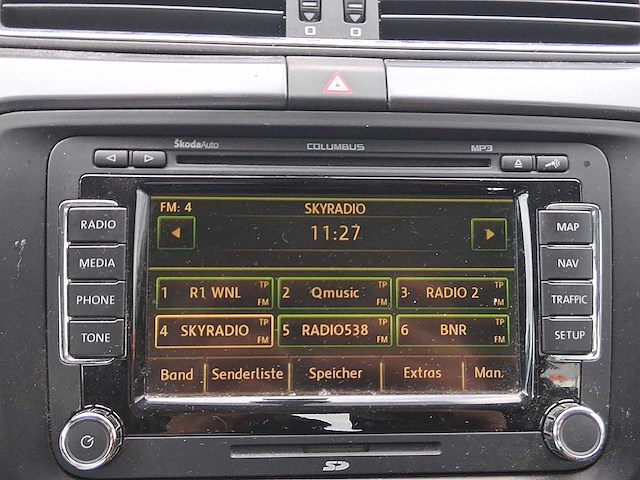 ŠkodaAuto COLUMBUS MP3
FM: 4 SKYRADIO
11:27
RADIO
MEDIA
PHONE
TONE
1 R1 WNL TP FM 2 Qmusic TP FM 3 RADIO 2 TP FM
4 SKYRADIO TP FM 5 RADIO538 TP FM 6 BNR TP FM
Band Senderliste Speicher Extras Man.
MAP
NAV
TRAFFIC
SETUP
SD